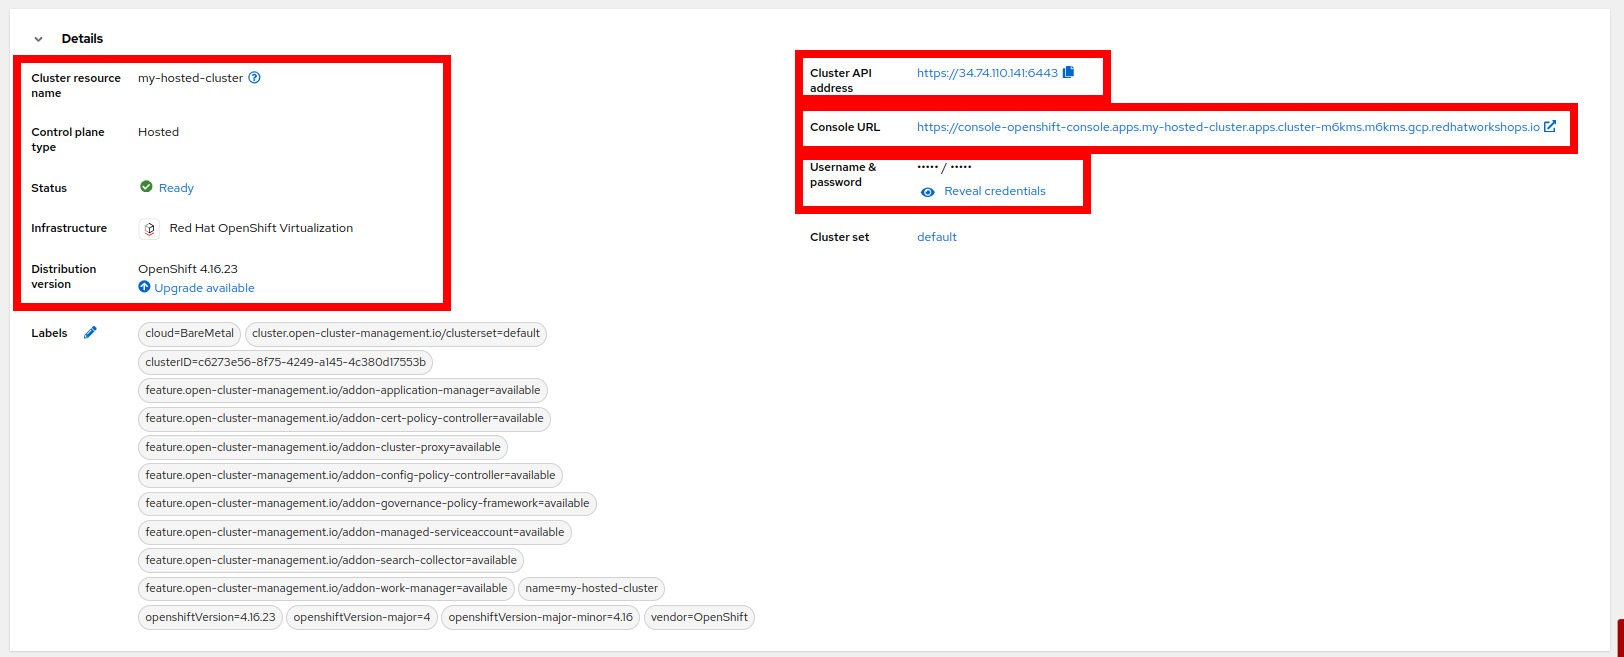 Details
Cluster resource name
my-hosted-cluster
Control plane type
Hosted
Status
Ready
Infrastructure
Red Hat OpenShift Virtualization
Distribution version
OpenShift 4.16.23
Upgrade available
Cluster API address
https://34.74.110.141:6443
Console URL
https://console-openshift-console.apps.my-hosted-cluster.apps.cluster-m6kms.m6kms.gcp.redhatworkshops.io
Username & password
••••• / •••••
Reveal credentials
Cluster set
default
Labels
cloud=BareMetal cluster.open-cluster-management.io/clusterset=default
clusterID=c6273e56-8f75-4249-a145-4c380d17553b
feature.open-cluster-management.io/addon-application-manager=available
feature.open-cluster-management.io/addon-cert-policy-controller=available
feature.open-cluster-management.io/addon-cluster-proxy=available
feature.open-cluster-management.io/addon-config-policy-controller=available
feature.open-cluster-management.io/addon-governance-policy-framework=available
feature.open-cluster-management.io/addon-managed-serviceaccount=available
feature.open-cluster-management.io/addon-search-collector=available
feature.open-cluster-management.io/addon-work-manager=available name=my-hosted-cluster
openshiftVersion=4.16.23 openshiftVersion-major=4 openshiftVersion-major-minor=4.16 vendor=OpenShift